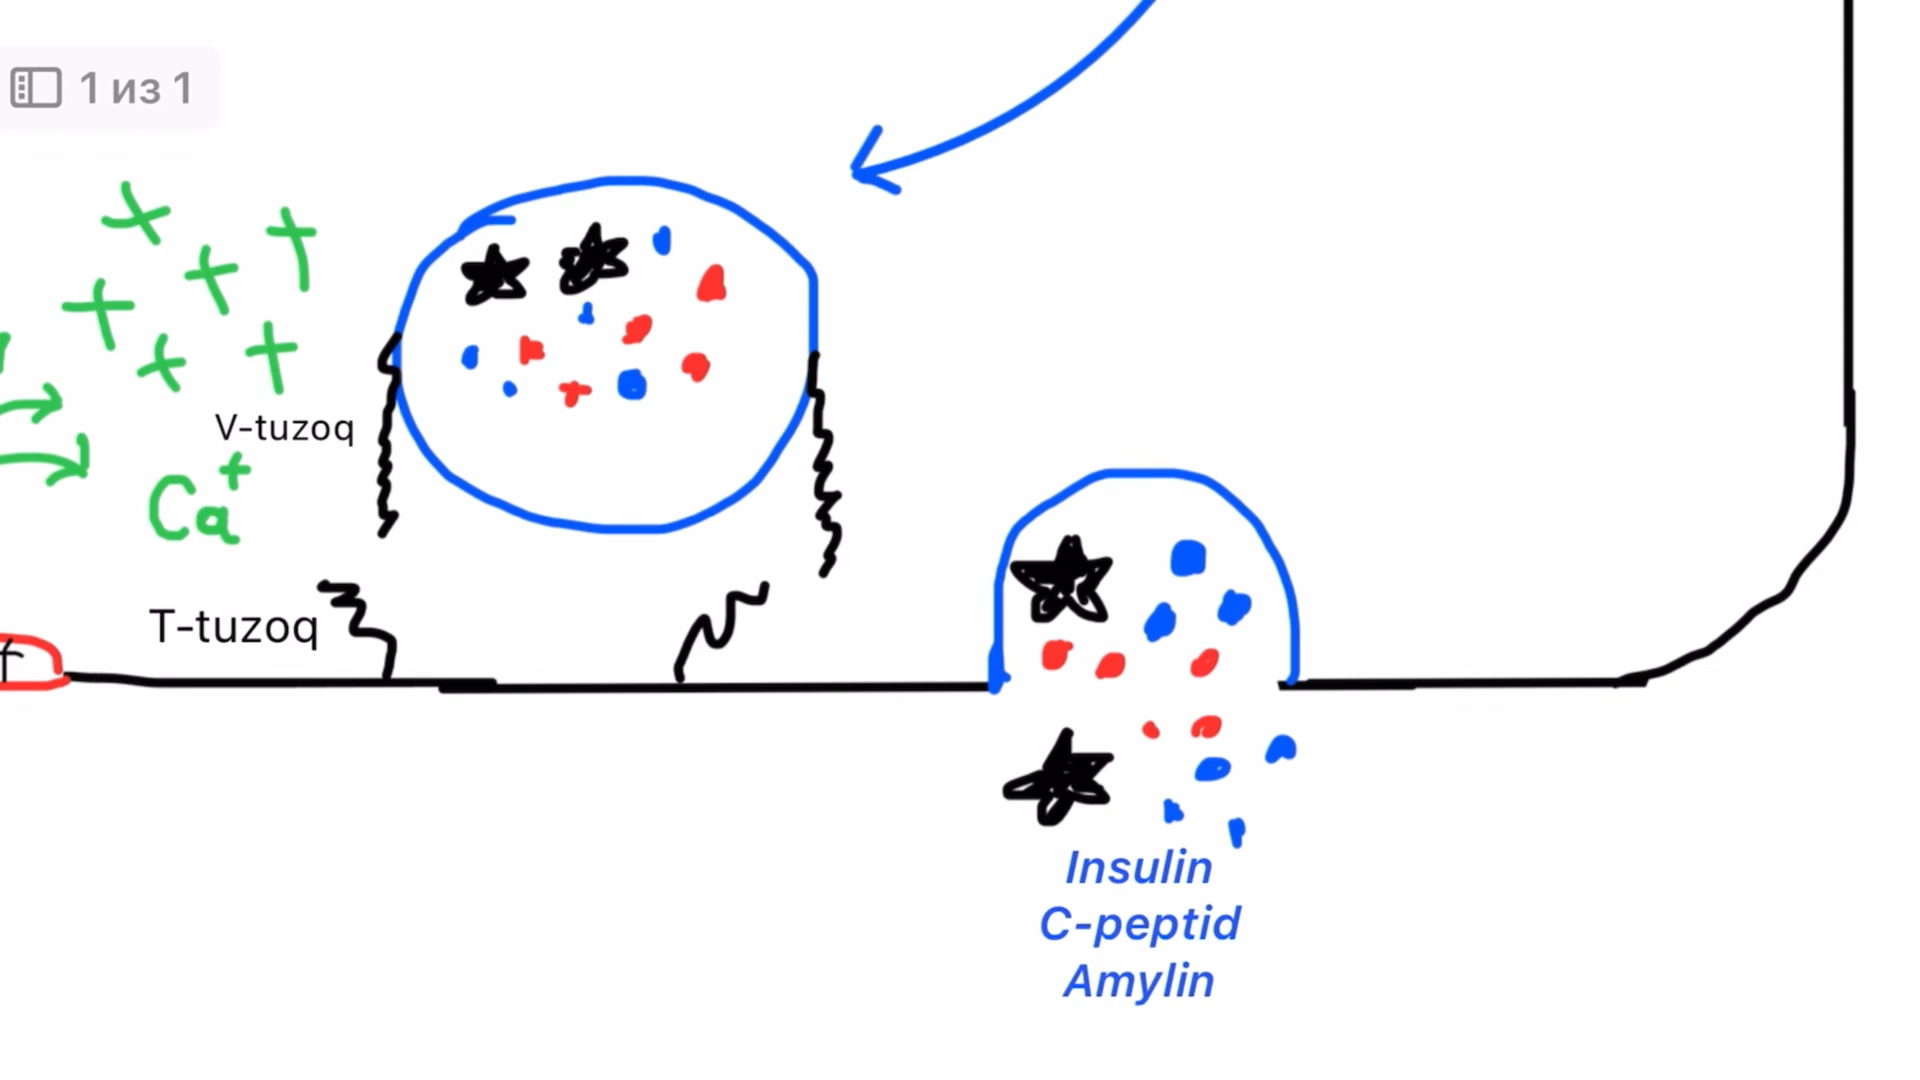 1 из 1
V-tuzoq
Ca+
T-tuzoq
f
Insulin
C-peptid
Amylin